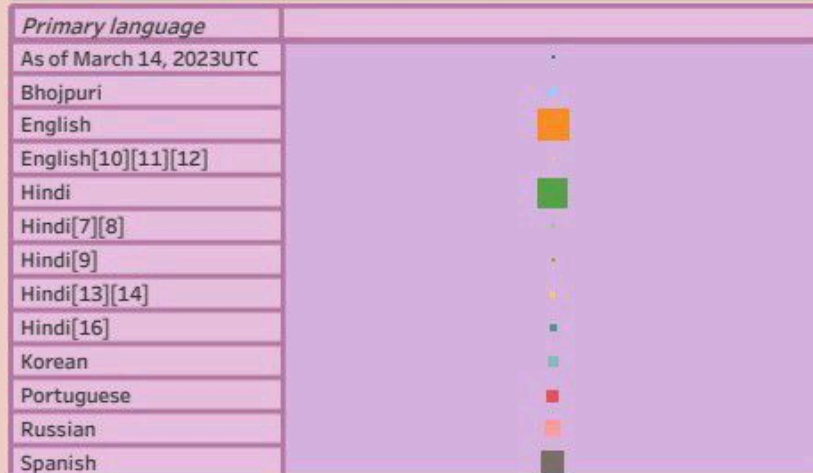 Primary language
As of March 14, 2023UTC
Bhojpuri
English
English[10][11][12]
Hindi
Hindi[7][8]
Hindi[9]
Hindi[13][14]
Hindi[16]
Korean
Portuguese
Russian
Spanish